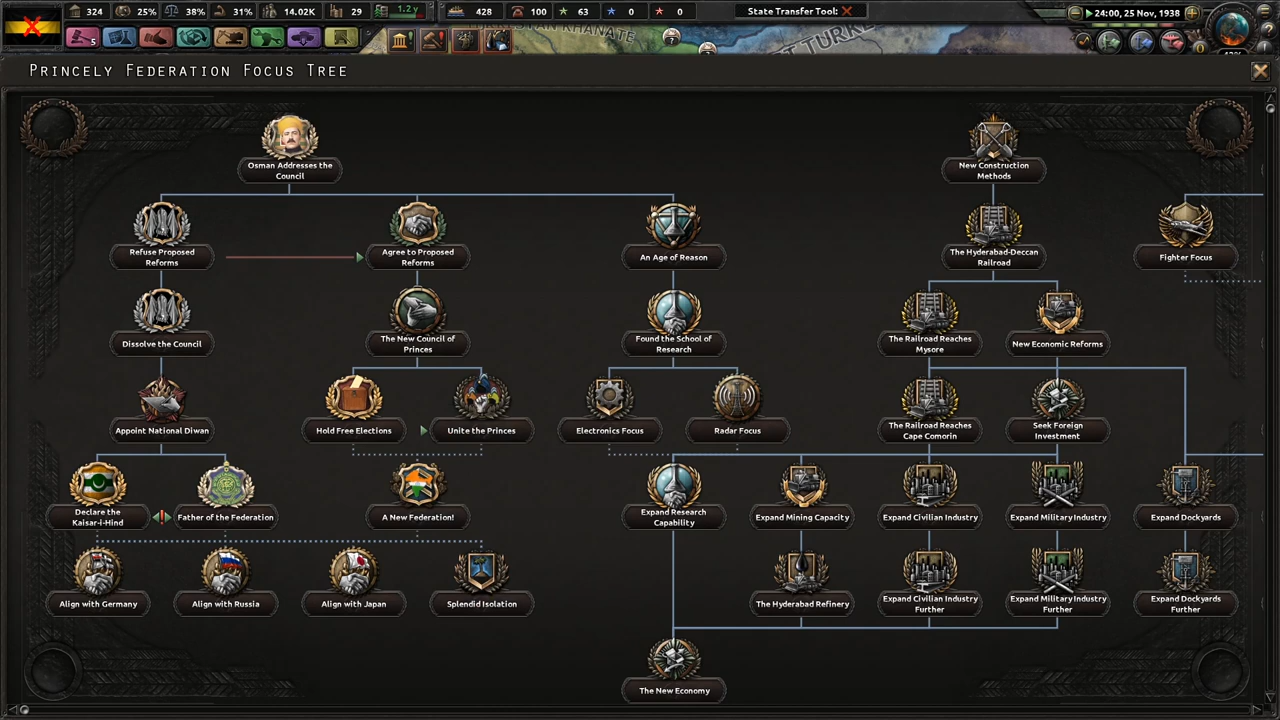 324 25% 38% 31% 14.02K 29 1.2 y 428 100 63 0 0 State Transfer Tool: 24:00, 25 Nov, 1938
5
Princely Federation Focus Tree
Osman Addresses the
Council
New Construction
Methods
Refuse Proposed
Reforms
Agree to Proposed
Reforms
An Age of Reason
The Hyderabad-Deccan
Railroad
Fighter Focus
Dissolve the Council
The New Council of
Princes
Found the School of
Research
The Railroad Reaches
Mysore
New Economic Reforms
Appoint National Diwan
Hold Free Elections
Unite the Princes
Electronics Focus
Radar Focus
The Railroad Reaches
Cape Comorin
Seek Foreign
Investment
Declare the
Kaisar-i-Hind
Father of the Federation
A New Federation!
Expand Research
Capability
Expand Mining Capacity
Expand Civilian Industry
Expand Military Industry
Expand Dockyards
Align with Germany
Align with Russia
Align with Japan
Splendid Isolation
The Hyderabad Refinery
Expand Civilian Industry
Further
Expand Military Industry
Further
Expand Dockyards
Further
The New Economy